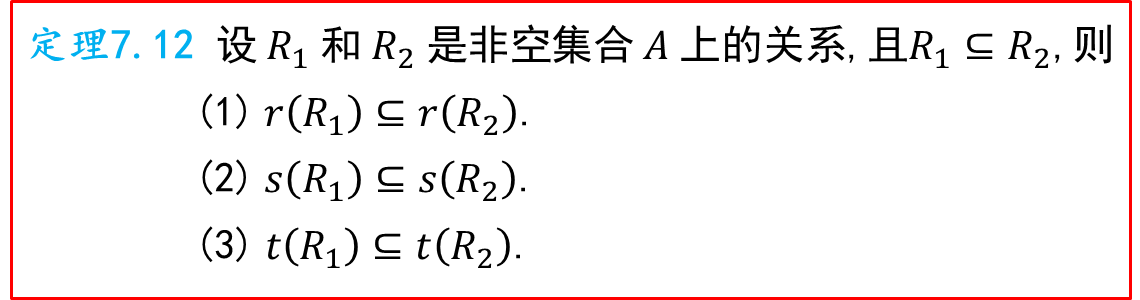 定理7.12 设 R₁ 和 R₂ 是非空集合 A 上的关系, 且R₁ ⊆ R₂, 则
(1) r(R₁) ⊆ r(R₂).
(2) s(R₁) ⊆ s(R₂).
(3) t(R₁) ⊆ t(R₂).